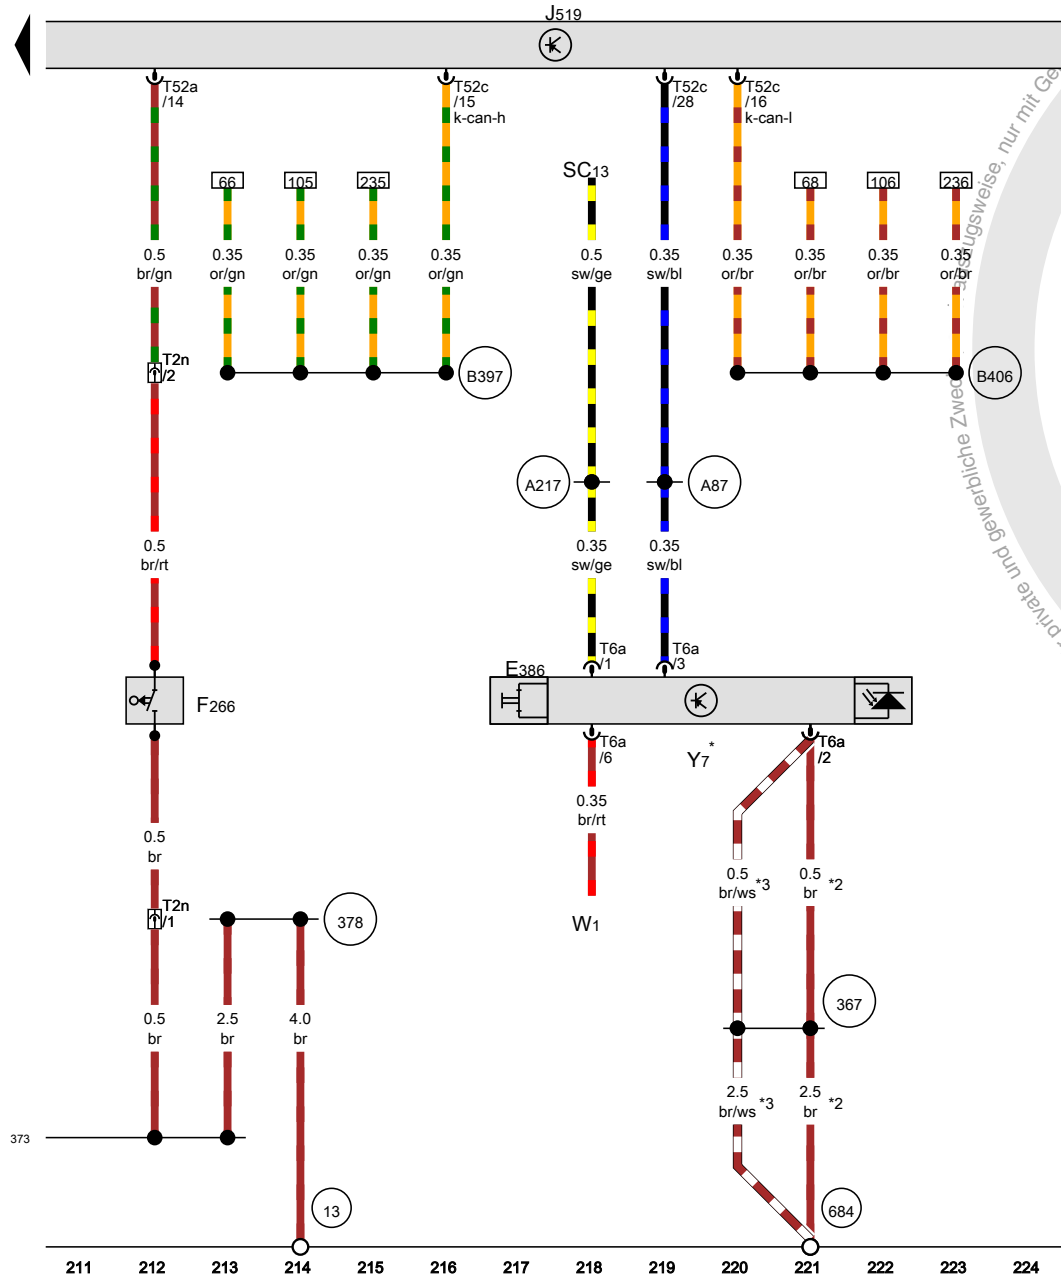 J519
T52a
/14
T52c
/15
k-can-h
T52c
/28
T52c
/16
k-can-l
SC13
66
105
235
68
106
236
0.5
br/gn
0.35
or/gn
0.35
or/gn
0.35
or/gn
0.35
or/gn
0.5
sw/ge
0.35
sw/bl
0.35
or/br
0.35
or/br
0.35
or/br
0.35
or/br
T2n
/2
B397
B406
A217
A87
0.5
br/rt
0.35
sw/ge
0.35
sw/bl
T6a
/1
T6a
/3
E386
F266
T6a
/6
Y7*
T6a
/2
0.35
br/rt
0.5
br
0.5
br/ws*3
0.5
br *2
T2n
/1
378
W1
367
0.5
br
2.5
br
4.0
br
2.5
br/ws*3
2.5
br *2
373
13
684
211 212 213 214 215 216 217 218 219 220 221 222 223 224
private und gewerbliche
auszugsweise, nur mit